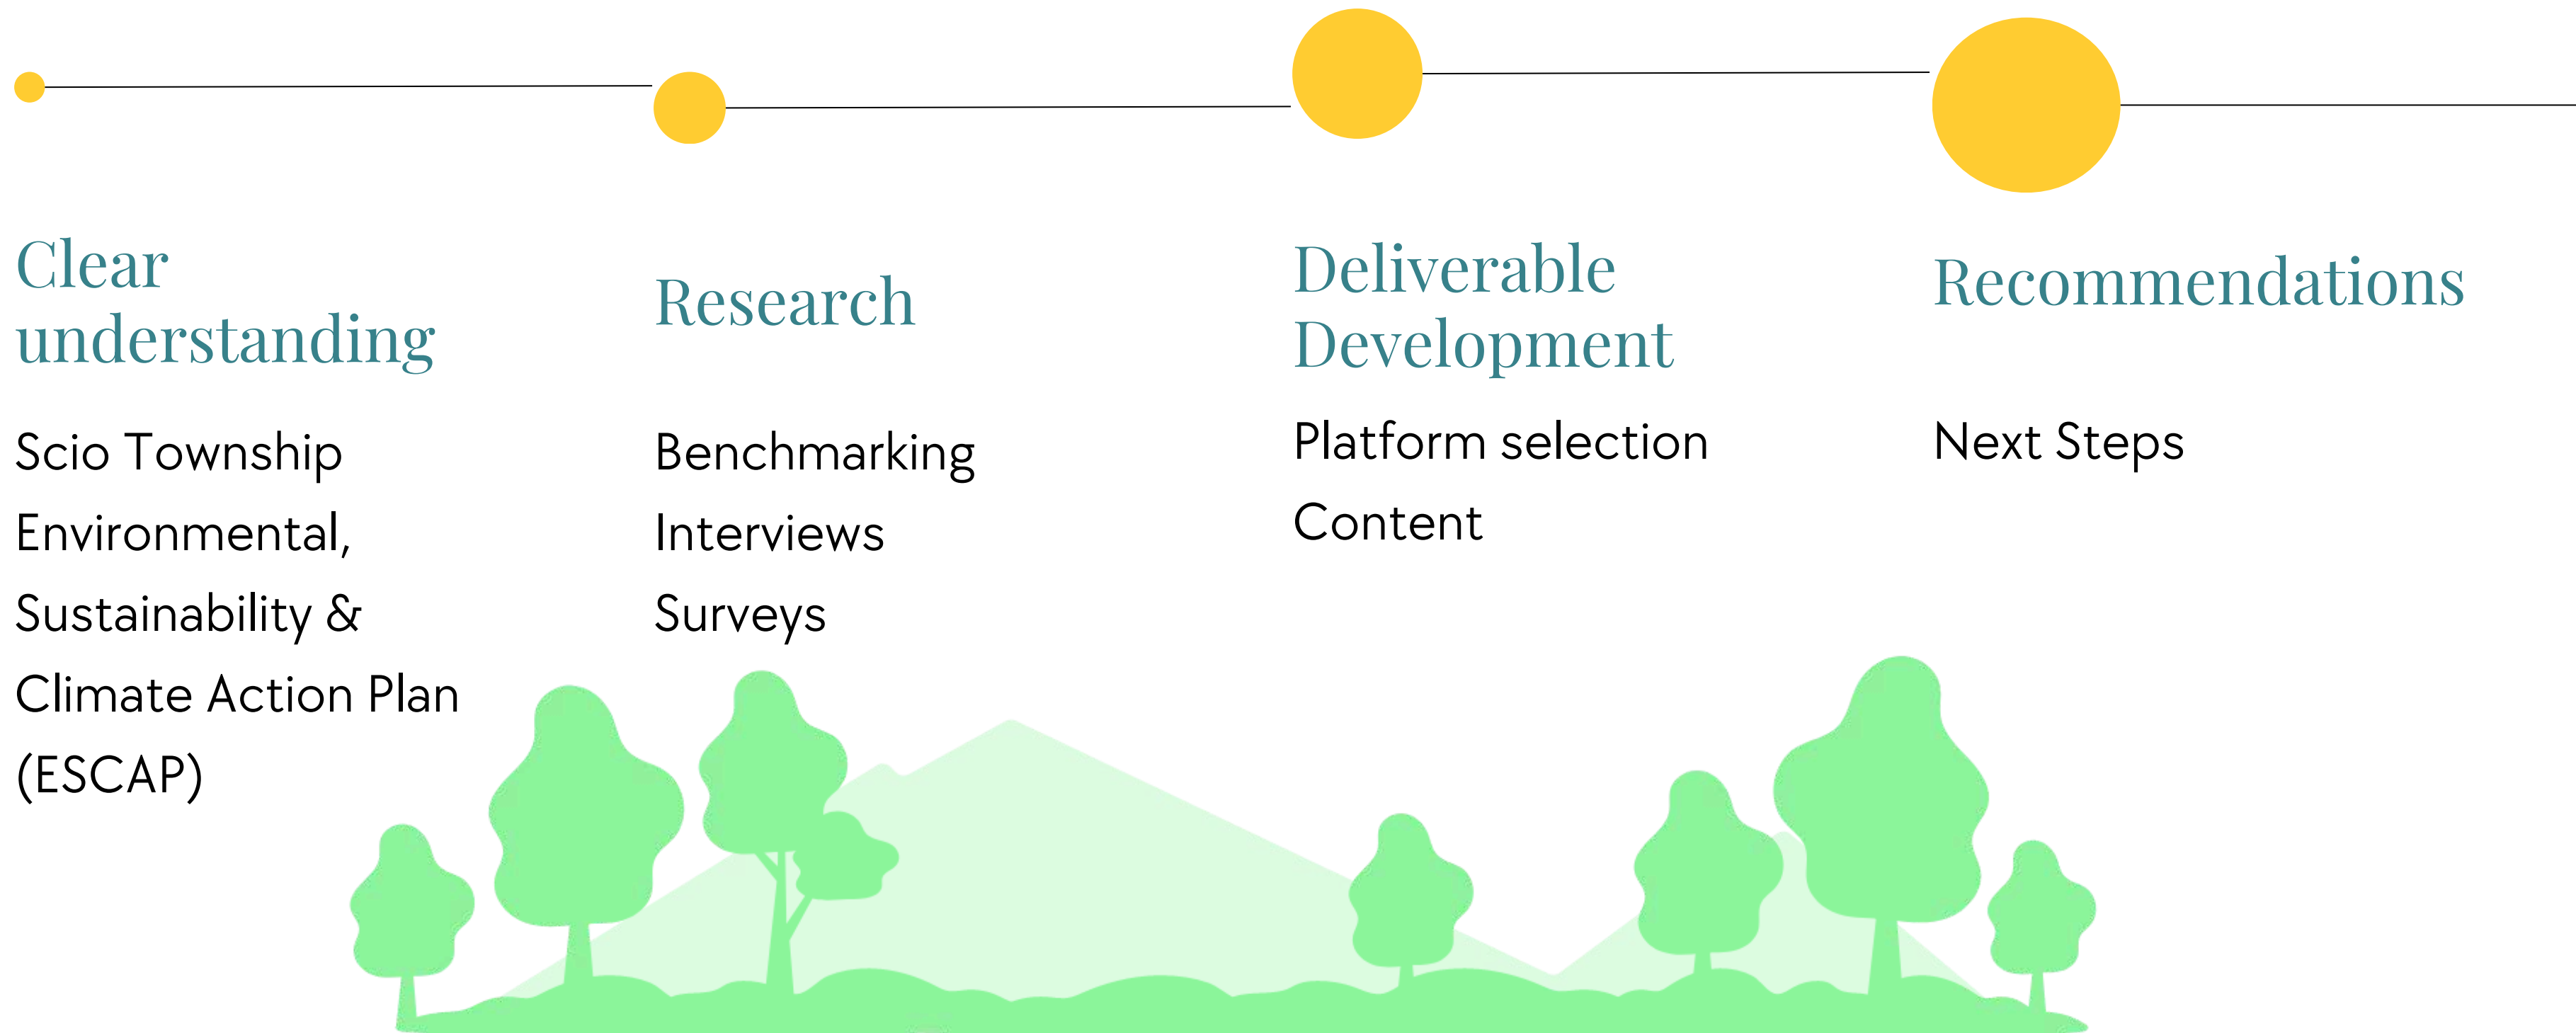 Clear
understanding
Scio Township
Environmental,
Sustainability &
Climate Action Plan
(ESCAP)
Research
Benchmarking
Interviews
Surveys
Deliverable
Development
Platform selection
Content
Recommendations
Next Steps